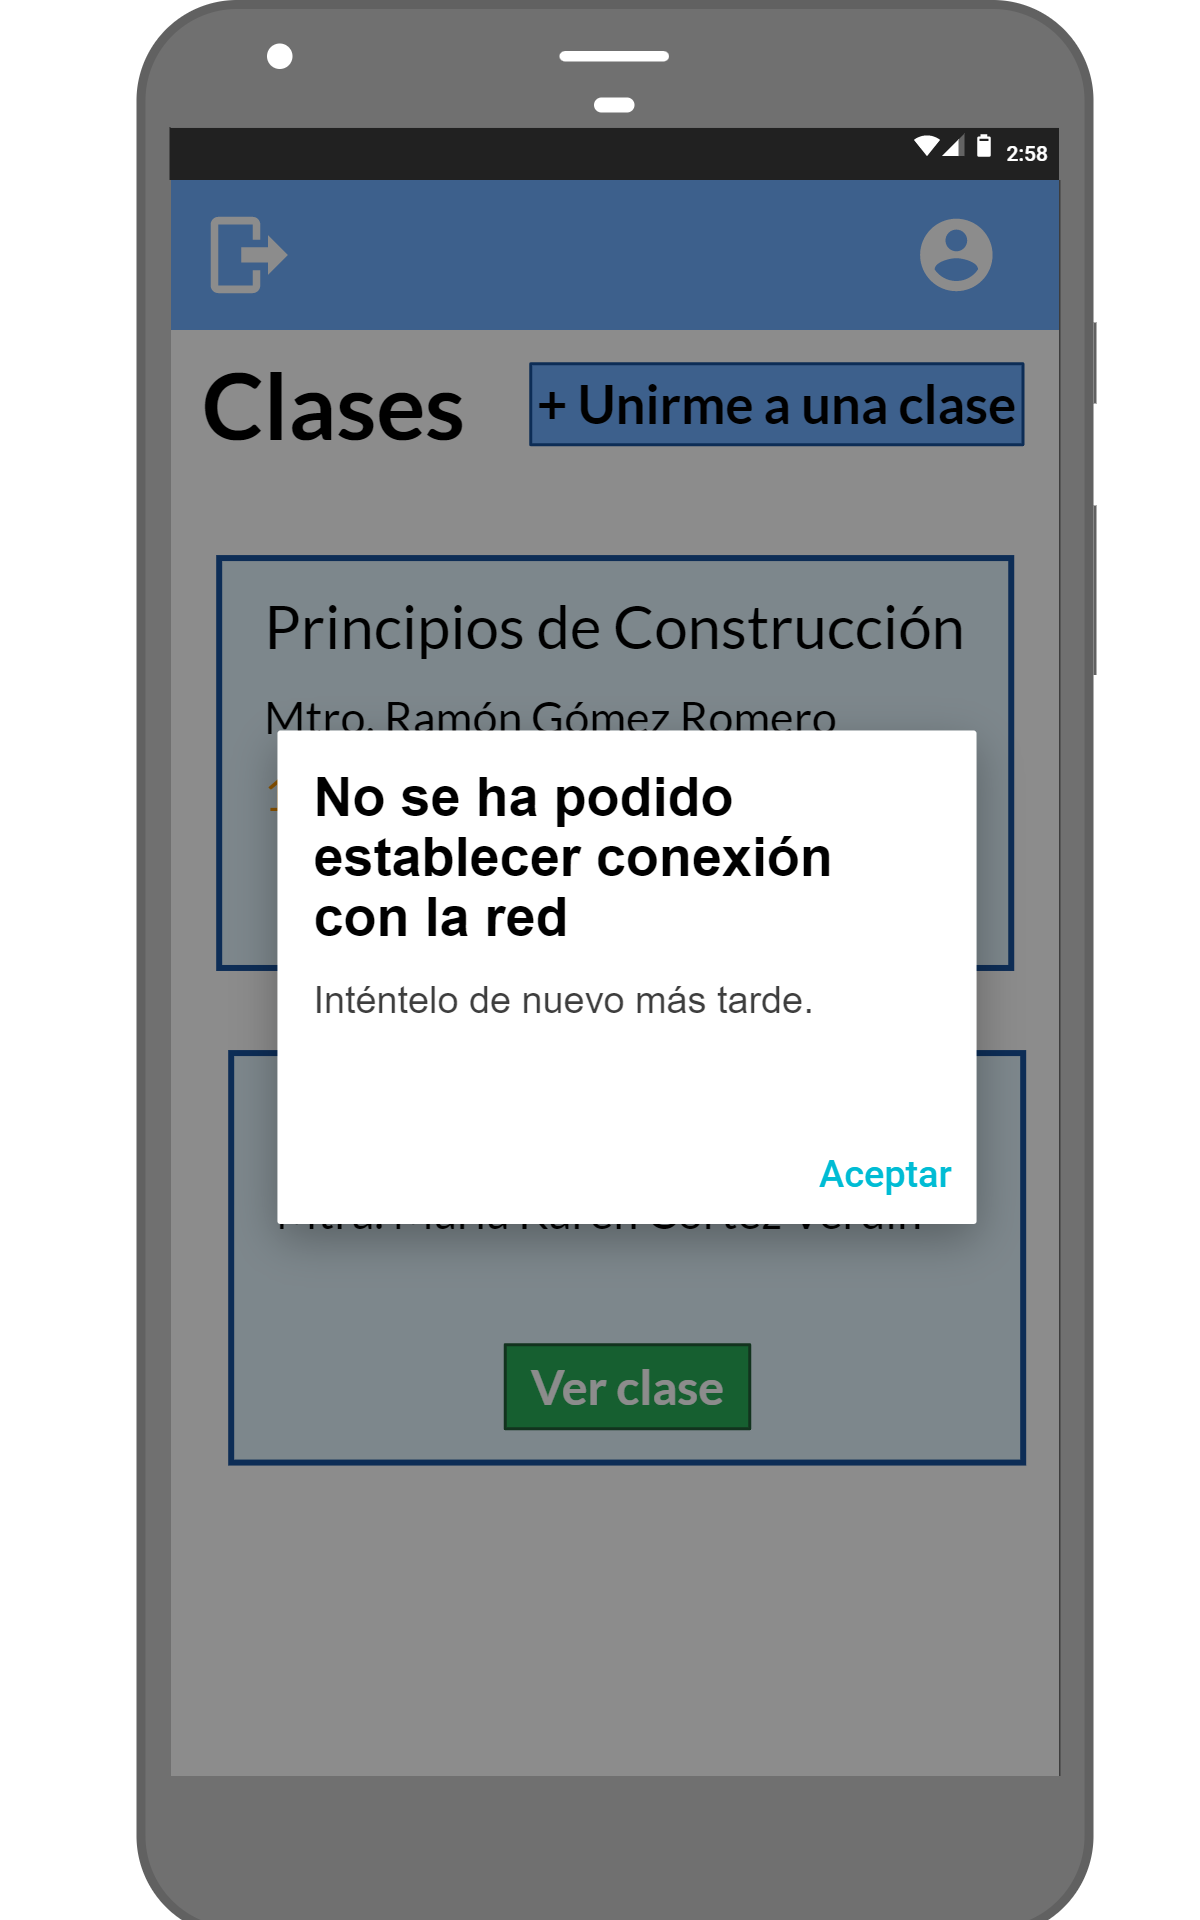 2:58
Clases
+ Unirme a una clase
Principios de Construcción
Mtro. Ramón Gómez Romero
No se ha podido
establecer conexión
con la red
Inténtelo de nuevo más tarde.
Aceptar
Ver clase